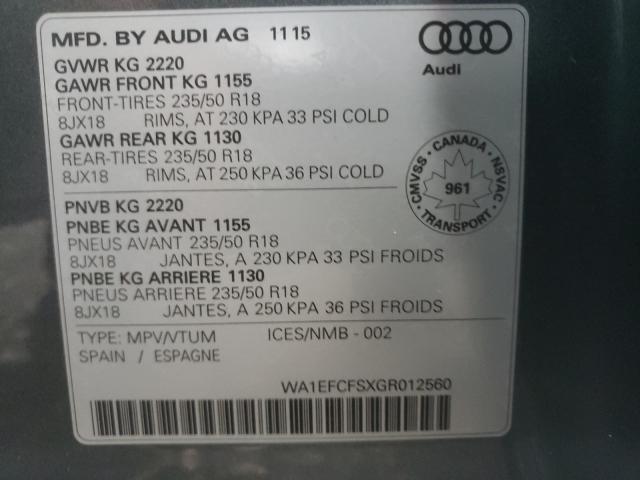 MFD. BY AUDI AG 1115
Audi
GVWR KG 2220
GAWR FRONT KG 1155
FRONT-TIRES 235/50 R18
8JX18 RIMS, AT 230 KPA 33 PSI COLD
GAWR REAR KG 1130
REAR-TIRES 235/50 R18
8JX18 RIMS, AT 250 KPA 36 PSI COLD
CMVSS · CANADA · NSVAC
961
TRANSPORT
PNVB KG 2220
PNBE KG AVANT 1155
PNEUS AVANT 235/50 R18
8JX18 JANTES, A 230 KPA 33 PSI FROIDS
PNBE KG ARRIERE 1130
PNEUS ARRIERE 235/50 R18
8JX18 JANTES, A 250 KPA 36 PSI FROIDS
TYPE: MPV/VTUM ICES/NMB - 002
SPAIN / ESPAGNE
WA1EFCFSXGR012560